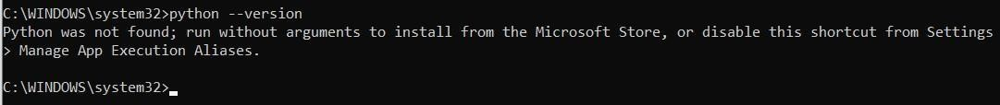 C:\WINDOWS\system32>python --version
Python was not found; run without arguments to install from the Microsoft Store, or disable this shortcut from Settings
> Manage App Execution Aliases.
C:\WINDOWS\system32>